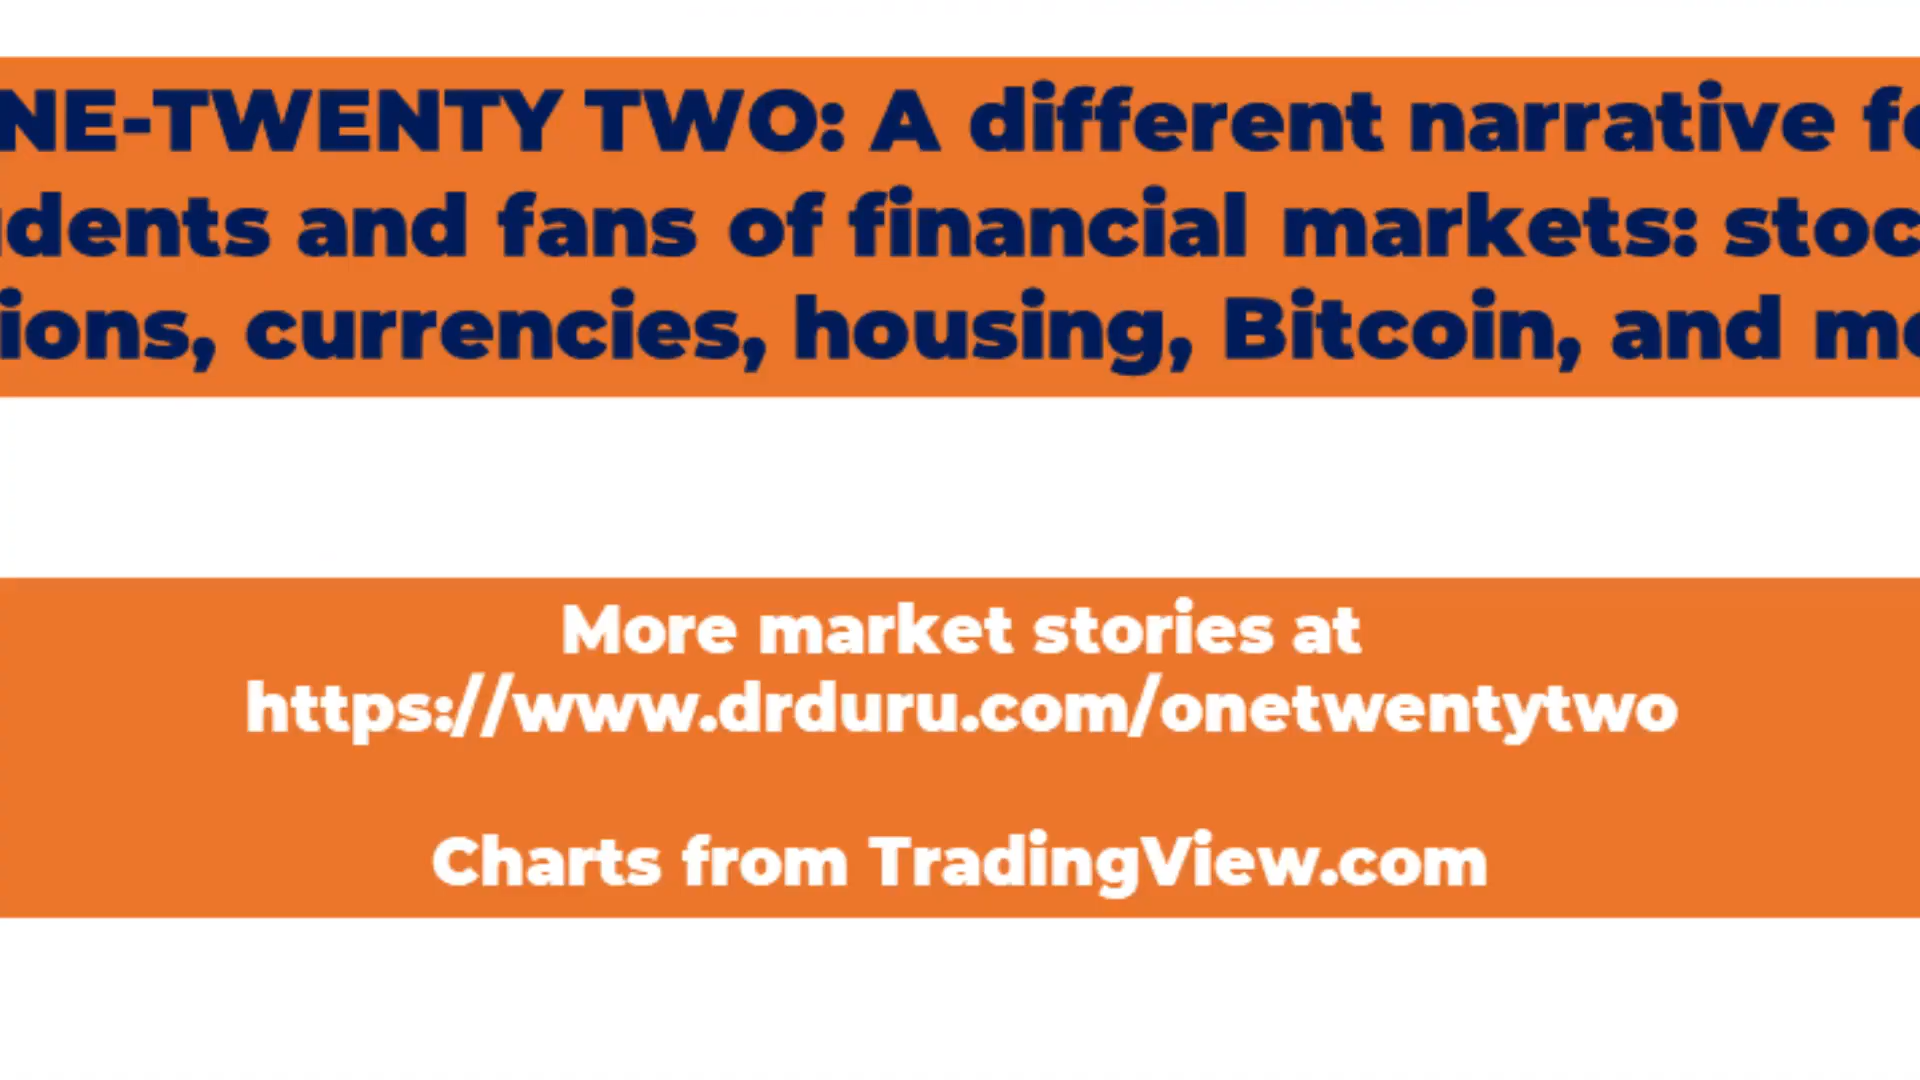 NE-TWENTY TWO: A different narrative fo
dents and fans of financial markets: stoc
ions, currencies, housing, Bitcoin, and mo
More market stories at
https://www.drduru.com/onetwentytwo
Charts from TradingView.com